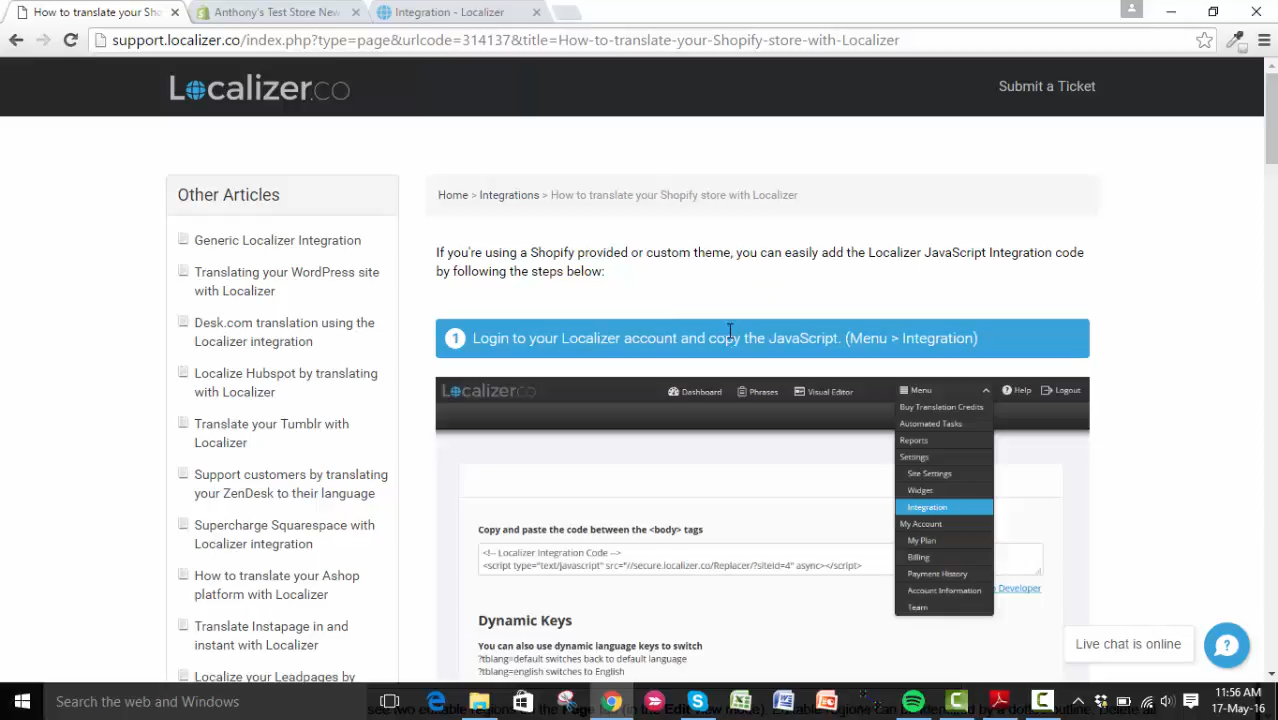 How to translate your Sho
Anthony's Test Store New
Integration - Localizer
support.localizer.co/index.php?type=page&urlcode=314137&title=How-to-translate-your-Shopify-store-with-Localizer
Localizer.co
Submit a Ticket
Other Articles
Generic Localizer Integration
Translating your WordPress site
with Localizer
Desk.com translation using the
Localizer integration
Localize Hubspot by translating
with Localizer
Translate your Tumblr with
Localizer
Support customers by translating
your ZenDesk to their language
Supercharge Squarespace with
Localizer integration
How to translate your Ashop
platform with Localizer
Translate Instapage in and
instant with Localizer
Localize your Leadpages by
Home > Integrations > How to translate your Shopify store with Localizer
If you're using a Shopify provided or custom theme, you can easily add the Localizer JavaScript Integration code
by following the steps below:
1 Login to your Localizer account and copy the JavaScript. (Menu > Integration)
Localizer.co
Dashboard
Phrases
Visual Editor
Menu
Help
Logout
Buy Translation Credits
Automated Tasks
Reports
Settings
Site Settings
Widget
Integration
My Account
My Plan
Billing
Payment History
Account Information
Team
Copy and paste the code between the <body> tags
<!-- Localizer Integration Code -->
<script type="text/javascript" src="//secure.localizer.co/Replacer/?siteid=4" async></script>
Developer
Dynamic Keys
You can also use dynamic language keys to switch
?tblang=default switches back to default language
?tblang=english switches to English
Live chat is online
Search the web and Windows
11:56 AM
17-May-16